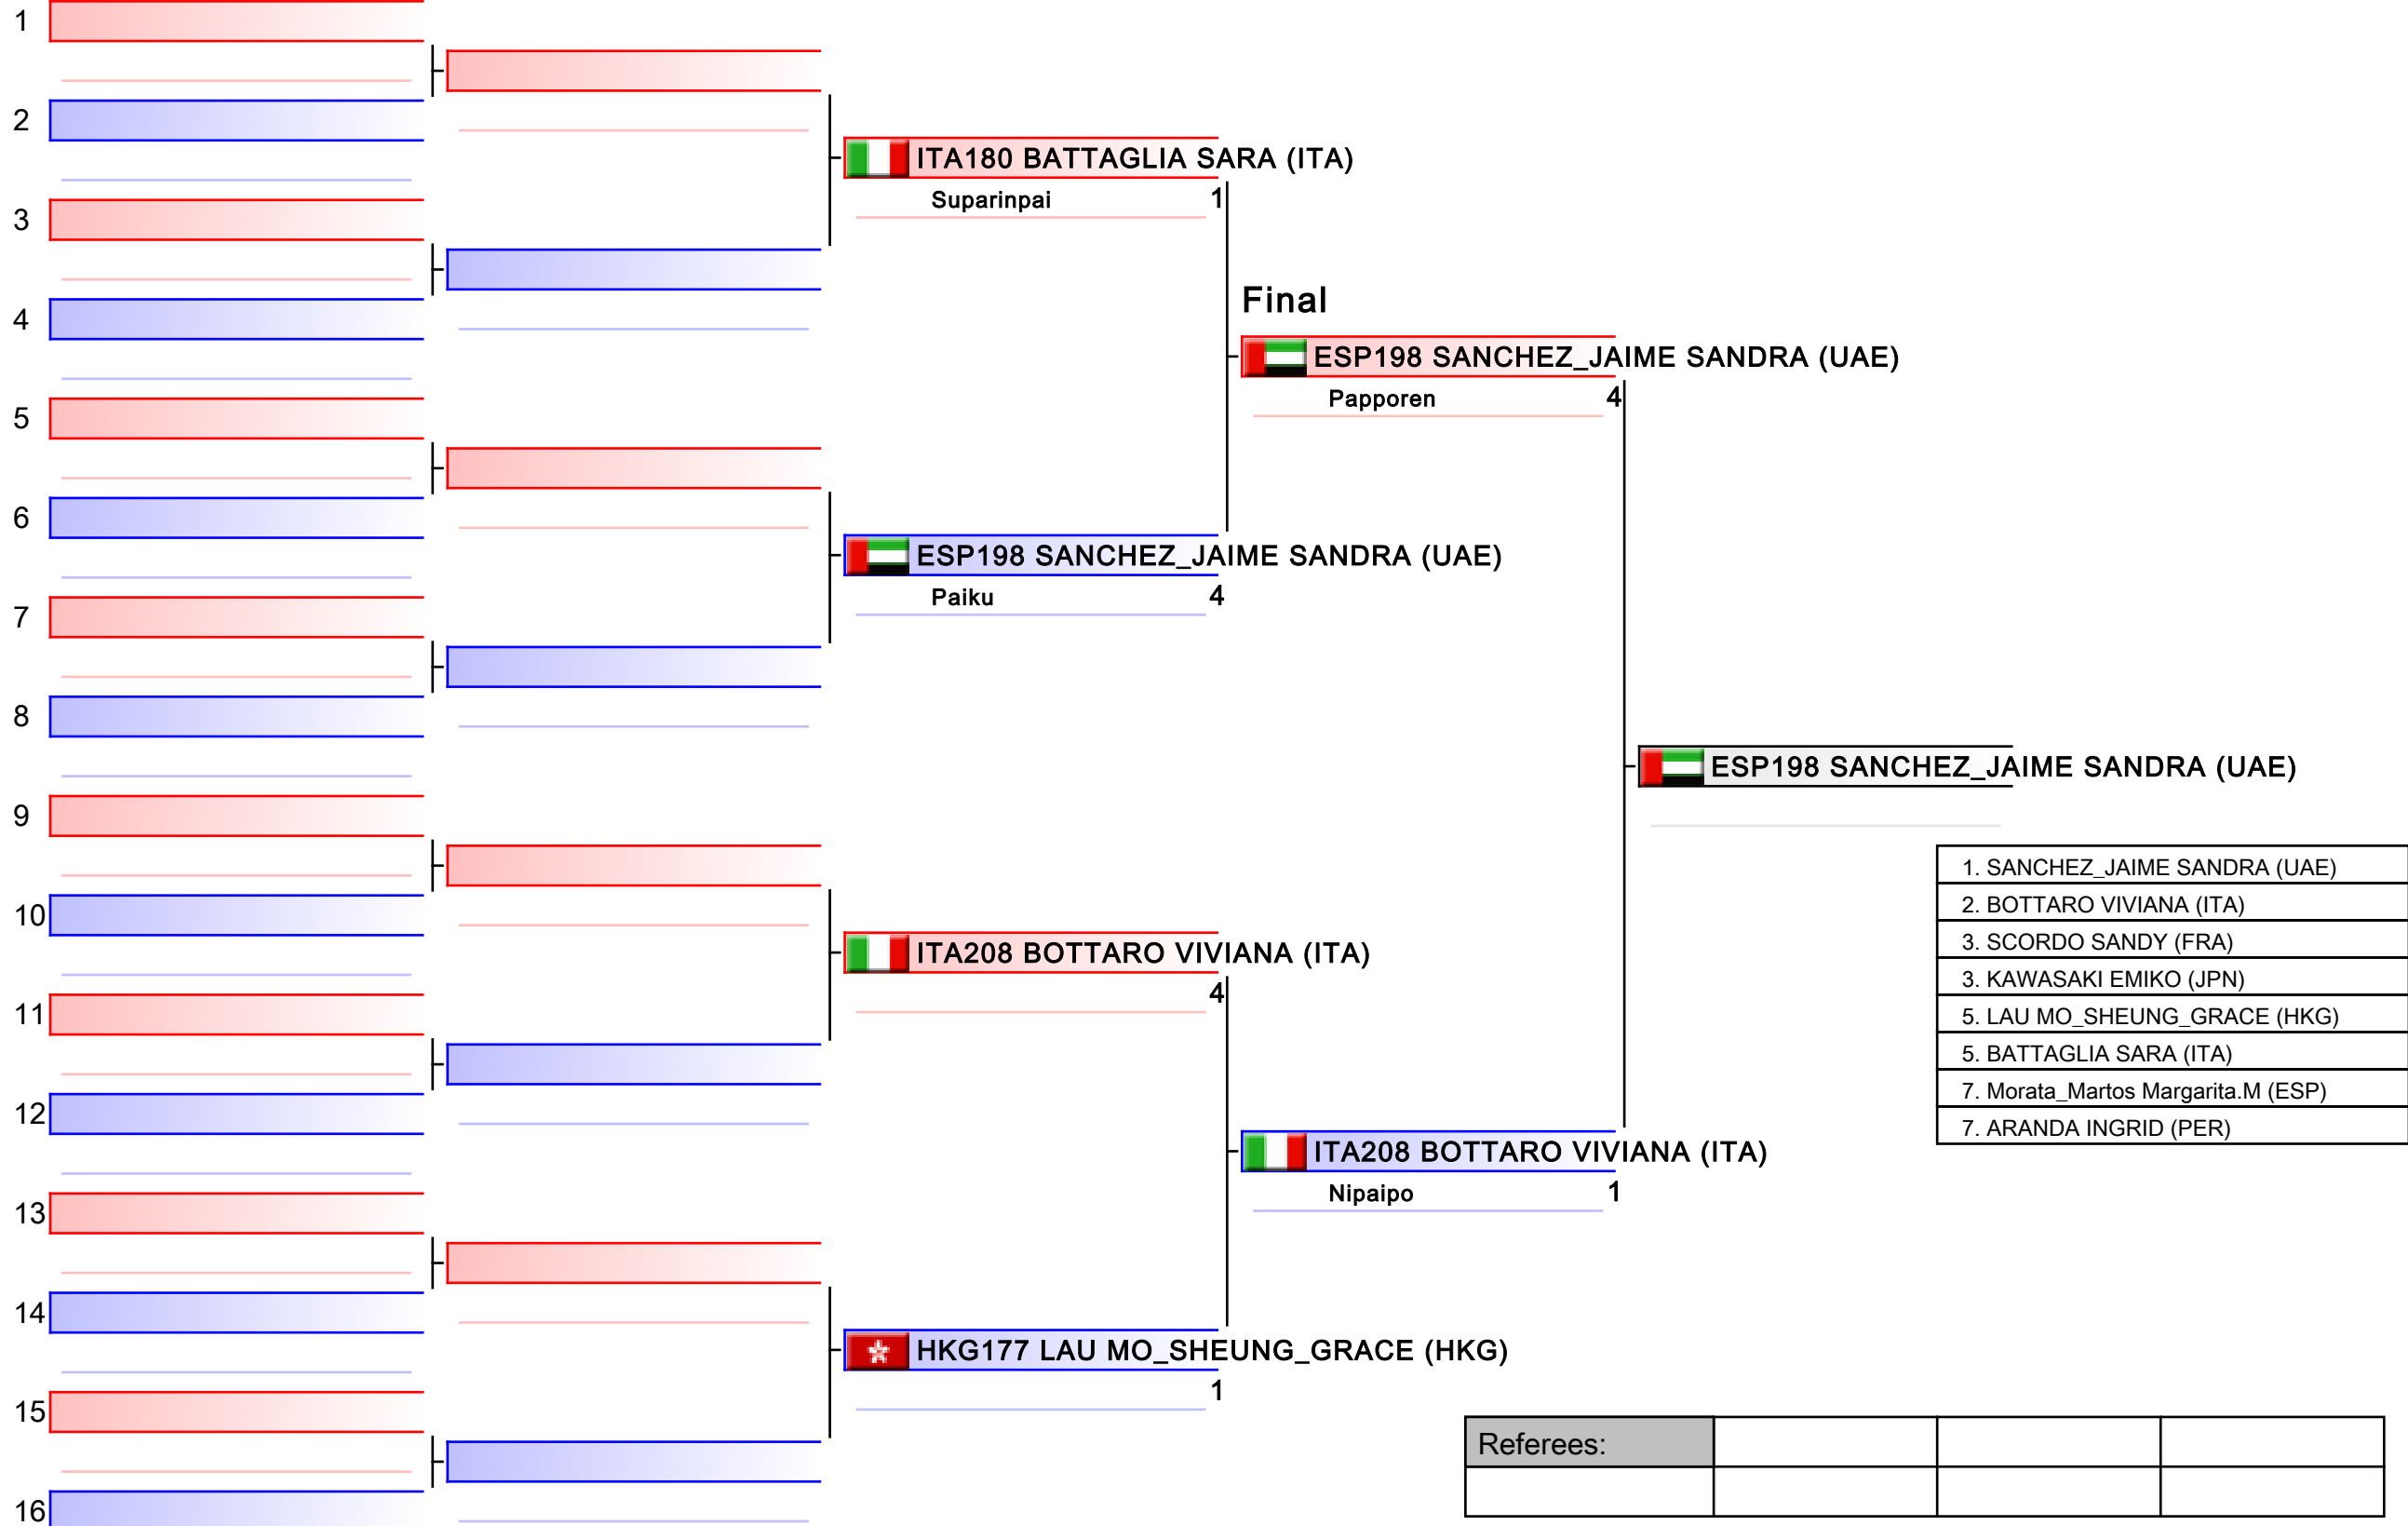 1
2
ITA180 BATTAGLIA SARA (ITA)
Suparinpai 1
3
Final
4
ESP198 SANCHEZ_JAIME SANDRA (UAE)
Papporen 4
5
6
ESP198 SANCHEZ_JAIME SANDRA (UAE)
Paiku 4
7
8
ESP198 SANCHEZ_JAIME SANDRA (UAE)
9
1. SANCHEZ_JAIME SANDRA (UAE)
2. BOTTARO VIVIANA (ITA)
3. SCORDO SANDY (FRA)
3. KAWASAKI EMIKO (JPN)
5. LAU MO_SHEUNG_GRACE (HKG)
5. BATTAGLIA SARA (ITA)
7. Morata_Martos Margarita.M (ESP)
7. ARANDA INGRID (PER)
10
ITA208 BOTTARO VIVIANA (ITA)
4
11
12
ITA208 BOTTARO VIVIANA (ITA)
Nipaipo 1
13
14
HKG177 LAU MO_SHEUNG_GRACE (HKG)
1
15
Referees:
16